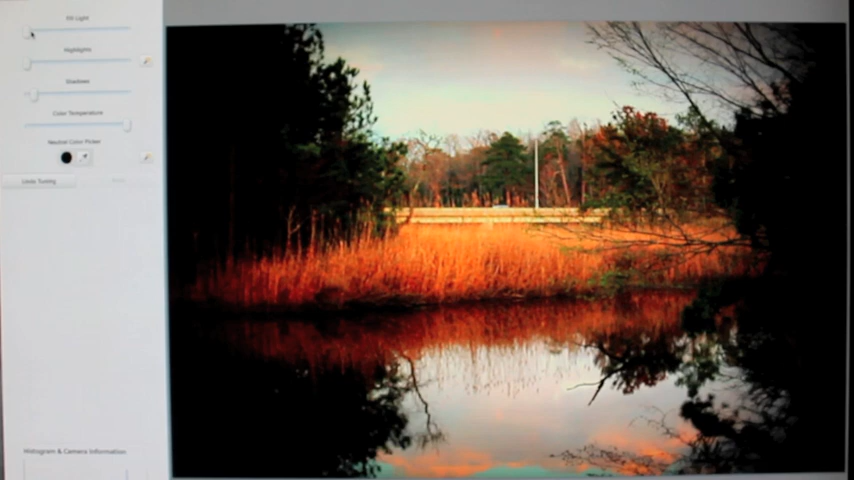 Fill Light
Highlights
Shadows
Color Temperature
Neutral Color Picker
Undo Tuning
Histogram & Camera Information